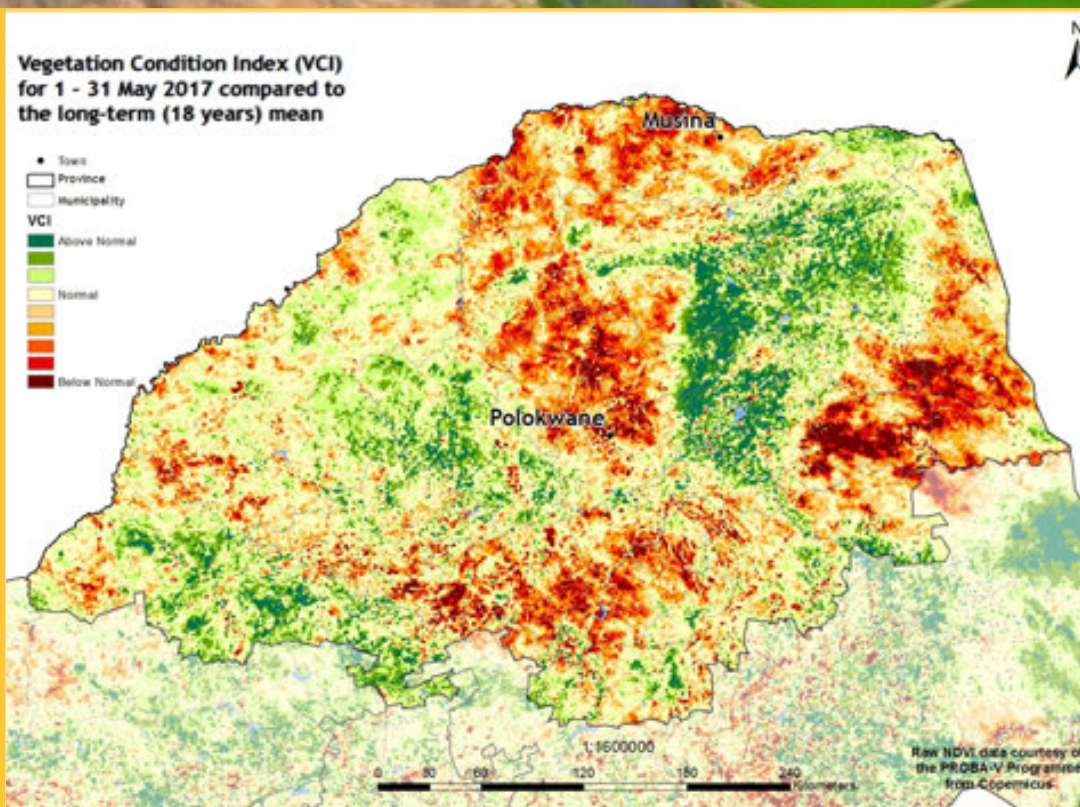 Vegetation Condition Index (VCI)
for 1 - 31 May 2017 compared to
the long-term (18 years) mean
N
Town
Province
Municipality
VCI
Above Normal
Normal
Below Normal
Musina
Polokwane
1:1600000
0 30 60 120 180 240
Kilometers
Raw NDVI data courtesy of
the PROBA-V Programme
from Copernicus